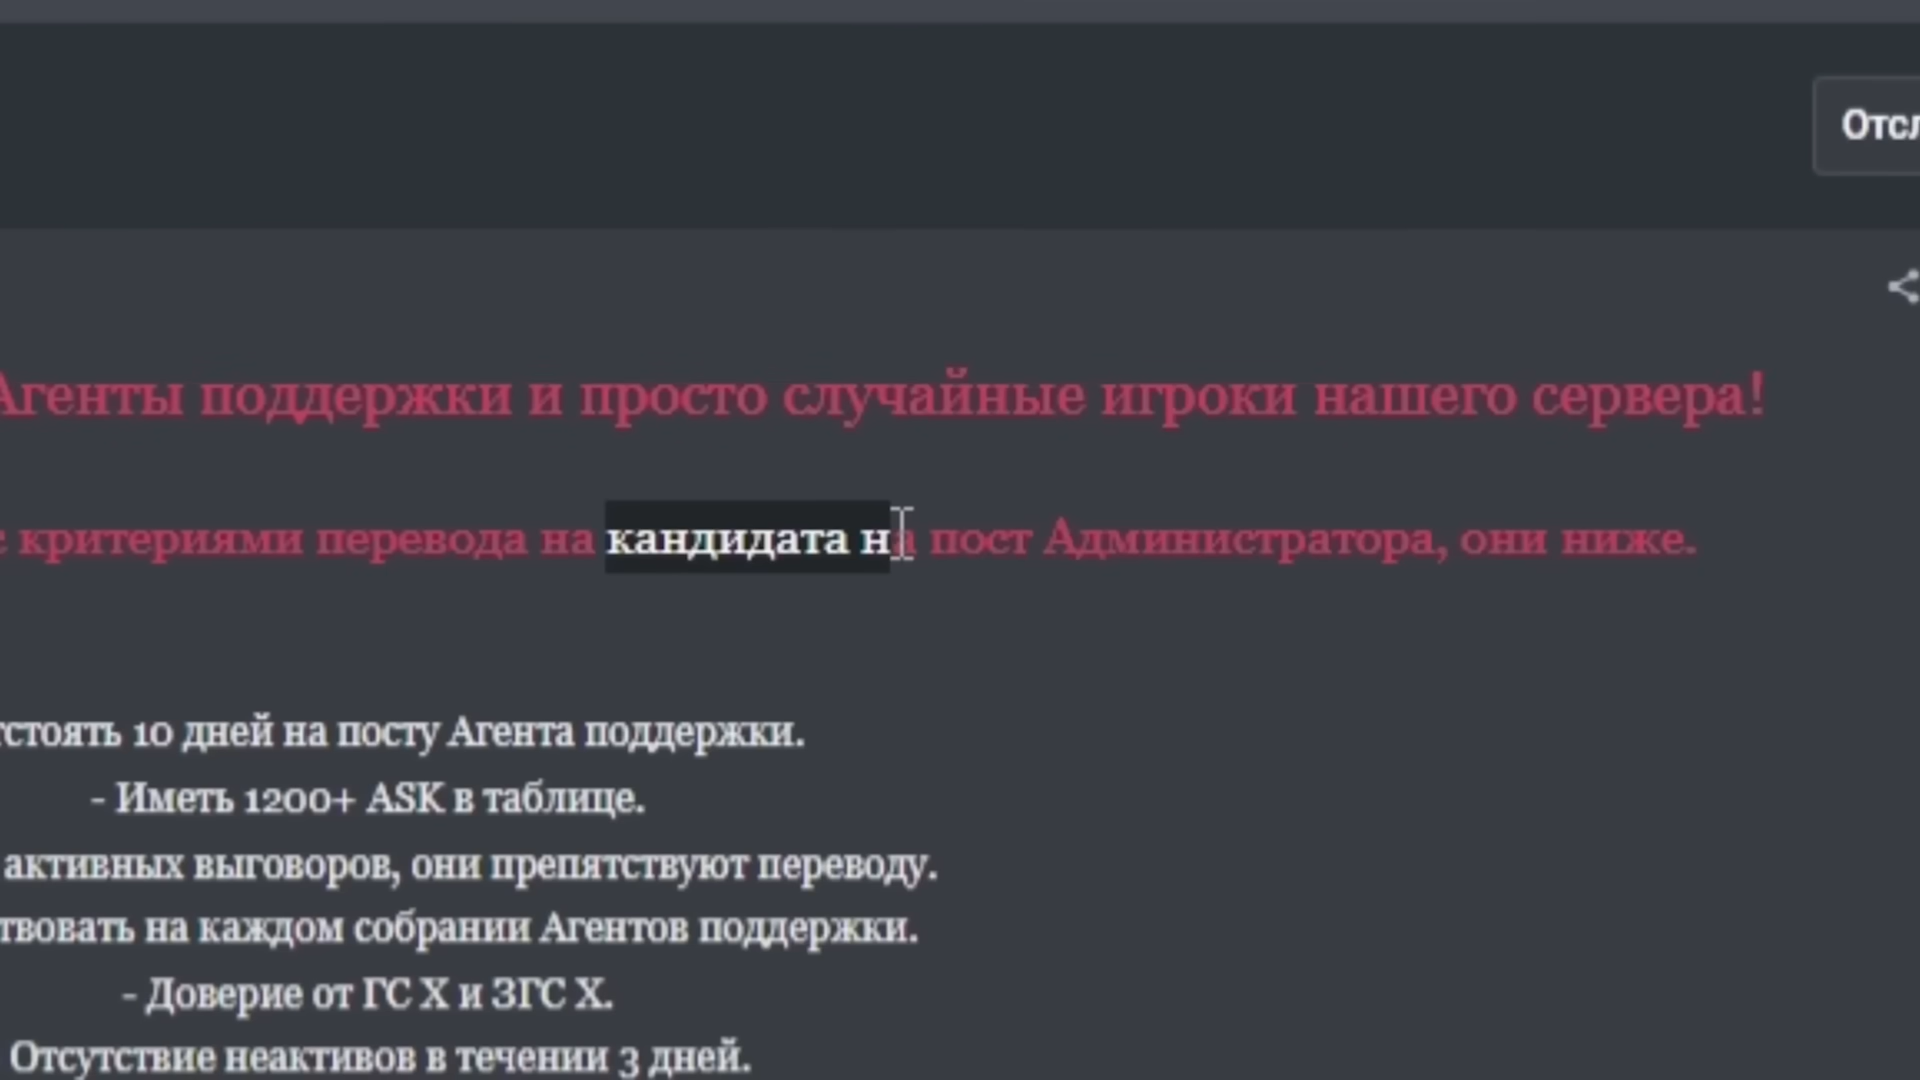 Отсл
Агенты поддержки и просто случайные игроки нашего сервера!
с критериями перевода на кандидата на пост Администратора, они ниже.
тстоять 10 дней на посту Агента поддержки.
- Иметь 1200+ ASK в таблице.
активных выговоров, они препятствуют переводу.
твовать на каждом собрании Агентов поддержки.
- Доверие от ГС X и ЗГС X.
Отсутствие неактивов в течении 3 дней.